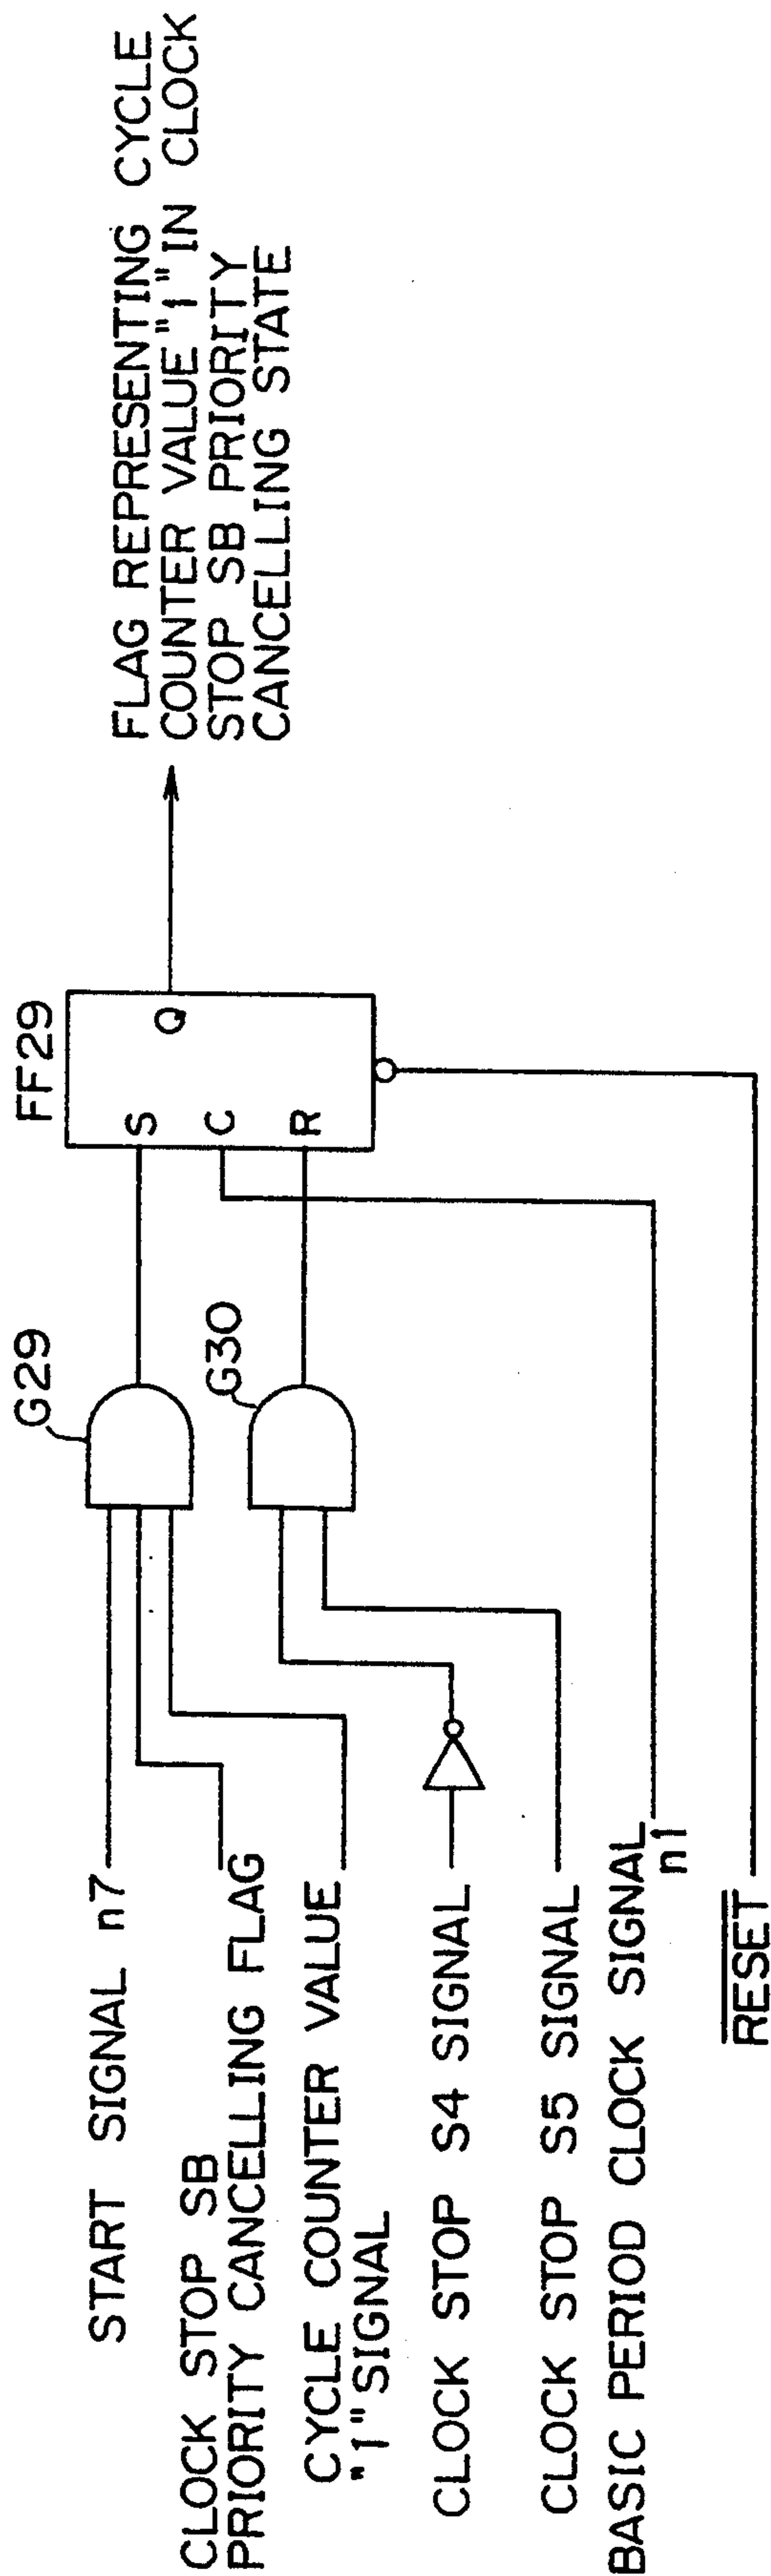 START SIGNAL n7
CLOCK STOP SB
PRIORITY CANCELLING FLAG
CYCLE COUNTER VALUE
"1" SIGNAL
CLOCK STOP S4 SIGNAL
CLOCK STOP S5 SIGNAL
BASIC PERIOD CLOCK SIGNAL
n1
RESET
G29
G30
FF29
S
C
R
Q
FLAG REPRESENTING CYCLE
COUNTER VALUE "1" IN CLOCK
STOP SB PRIORITY
CANCELLING STATE